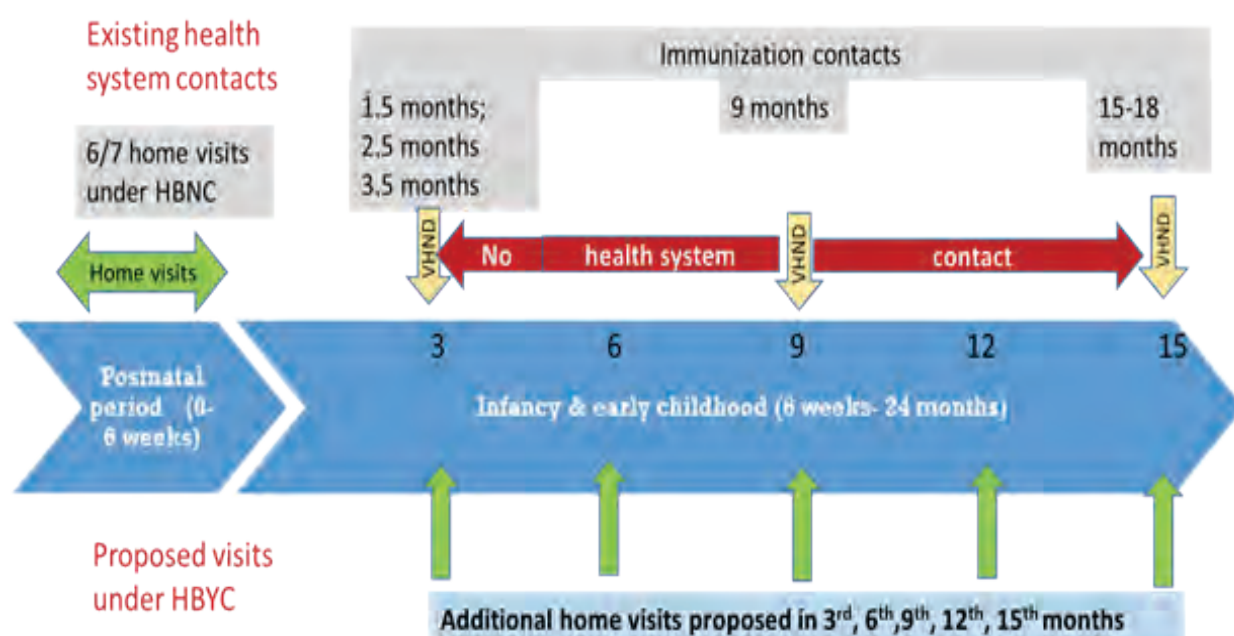 Existing health
system contacts
Immunization contacts
1.5 months;
2.5 months
3.5 months
9 months
15-18
months
6/7 home visits
under HBNC
Home visits
VHND
No health system
VHND
contact
VHND
3 6 9 12 15
Postnatal
period (0-
6 weeks)
Infancy & early childhood (6 weeks- 24 months)
Proposed visits
under HBYC
Additional home visits proposed in 3rd, 6th,9th, 12th, 15th months